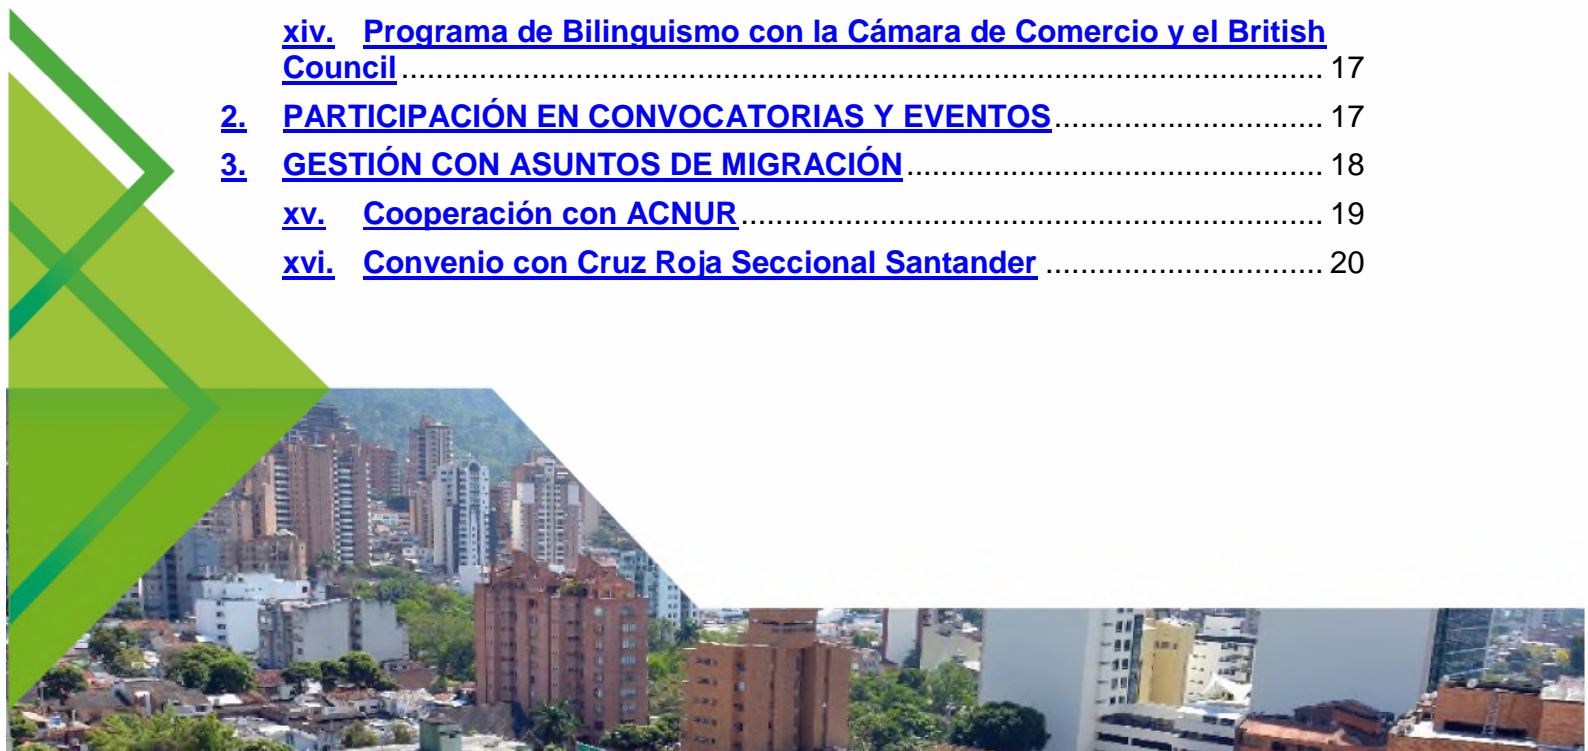 xiv. Programa de Bilinguismo con la Cámara de Comercio y el British
Council........................................................................................................ 17
2. PARTICIPACIÓN EN CONVOCATORIAS Y EVENTOS.............................. 17
3. GESTIÓN CON ASUNTOS DE MIGRACIÓN............................................... 18
xv. Cooperación con ACNUR.................................................................. 19
xvi. Convenio con Cruz Roja Seccional Santander ............................... 20